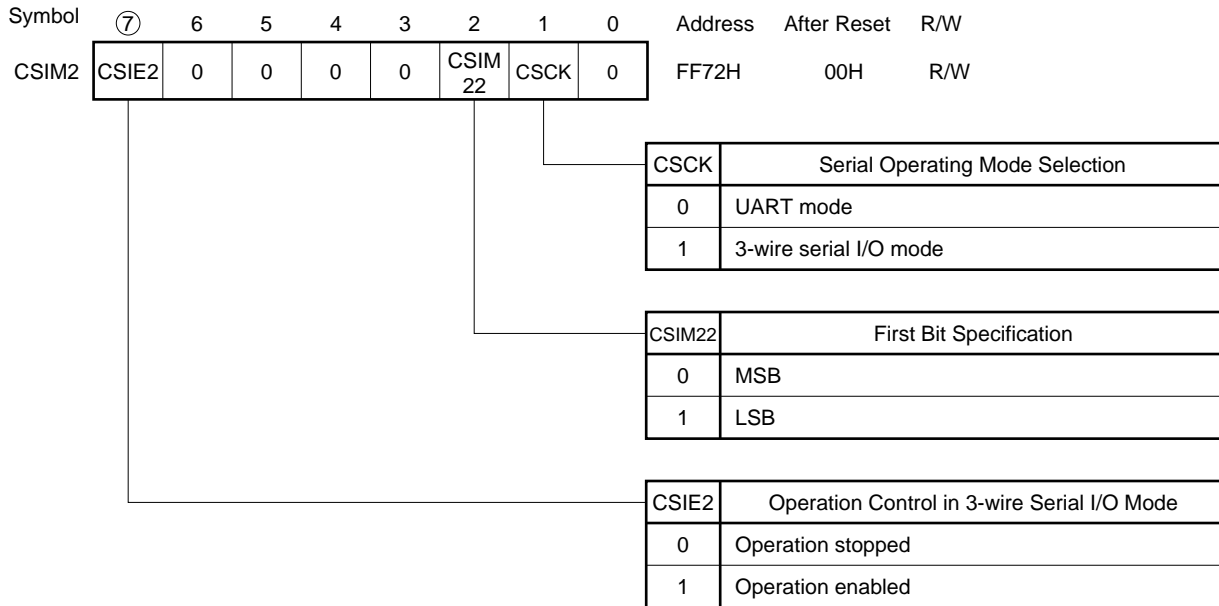 Symbol ⑦ 6 5 4 3 2 1 0 Address After Reset R/W
CSIM2 CSIE2 0 0 0 0 CSIM 22 CSCK 0 FF72H 00H R/W
CSCK Serial Operating Mode Selection
0 UART mode
1 3-wire serial I/O mode
CSIM22 First Bit Specification
0 MSB
1 LSB
CSIE2 Operation Control in 3-wire Serial I/O Mode
0 Operation stopped
1 Operation enabled